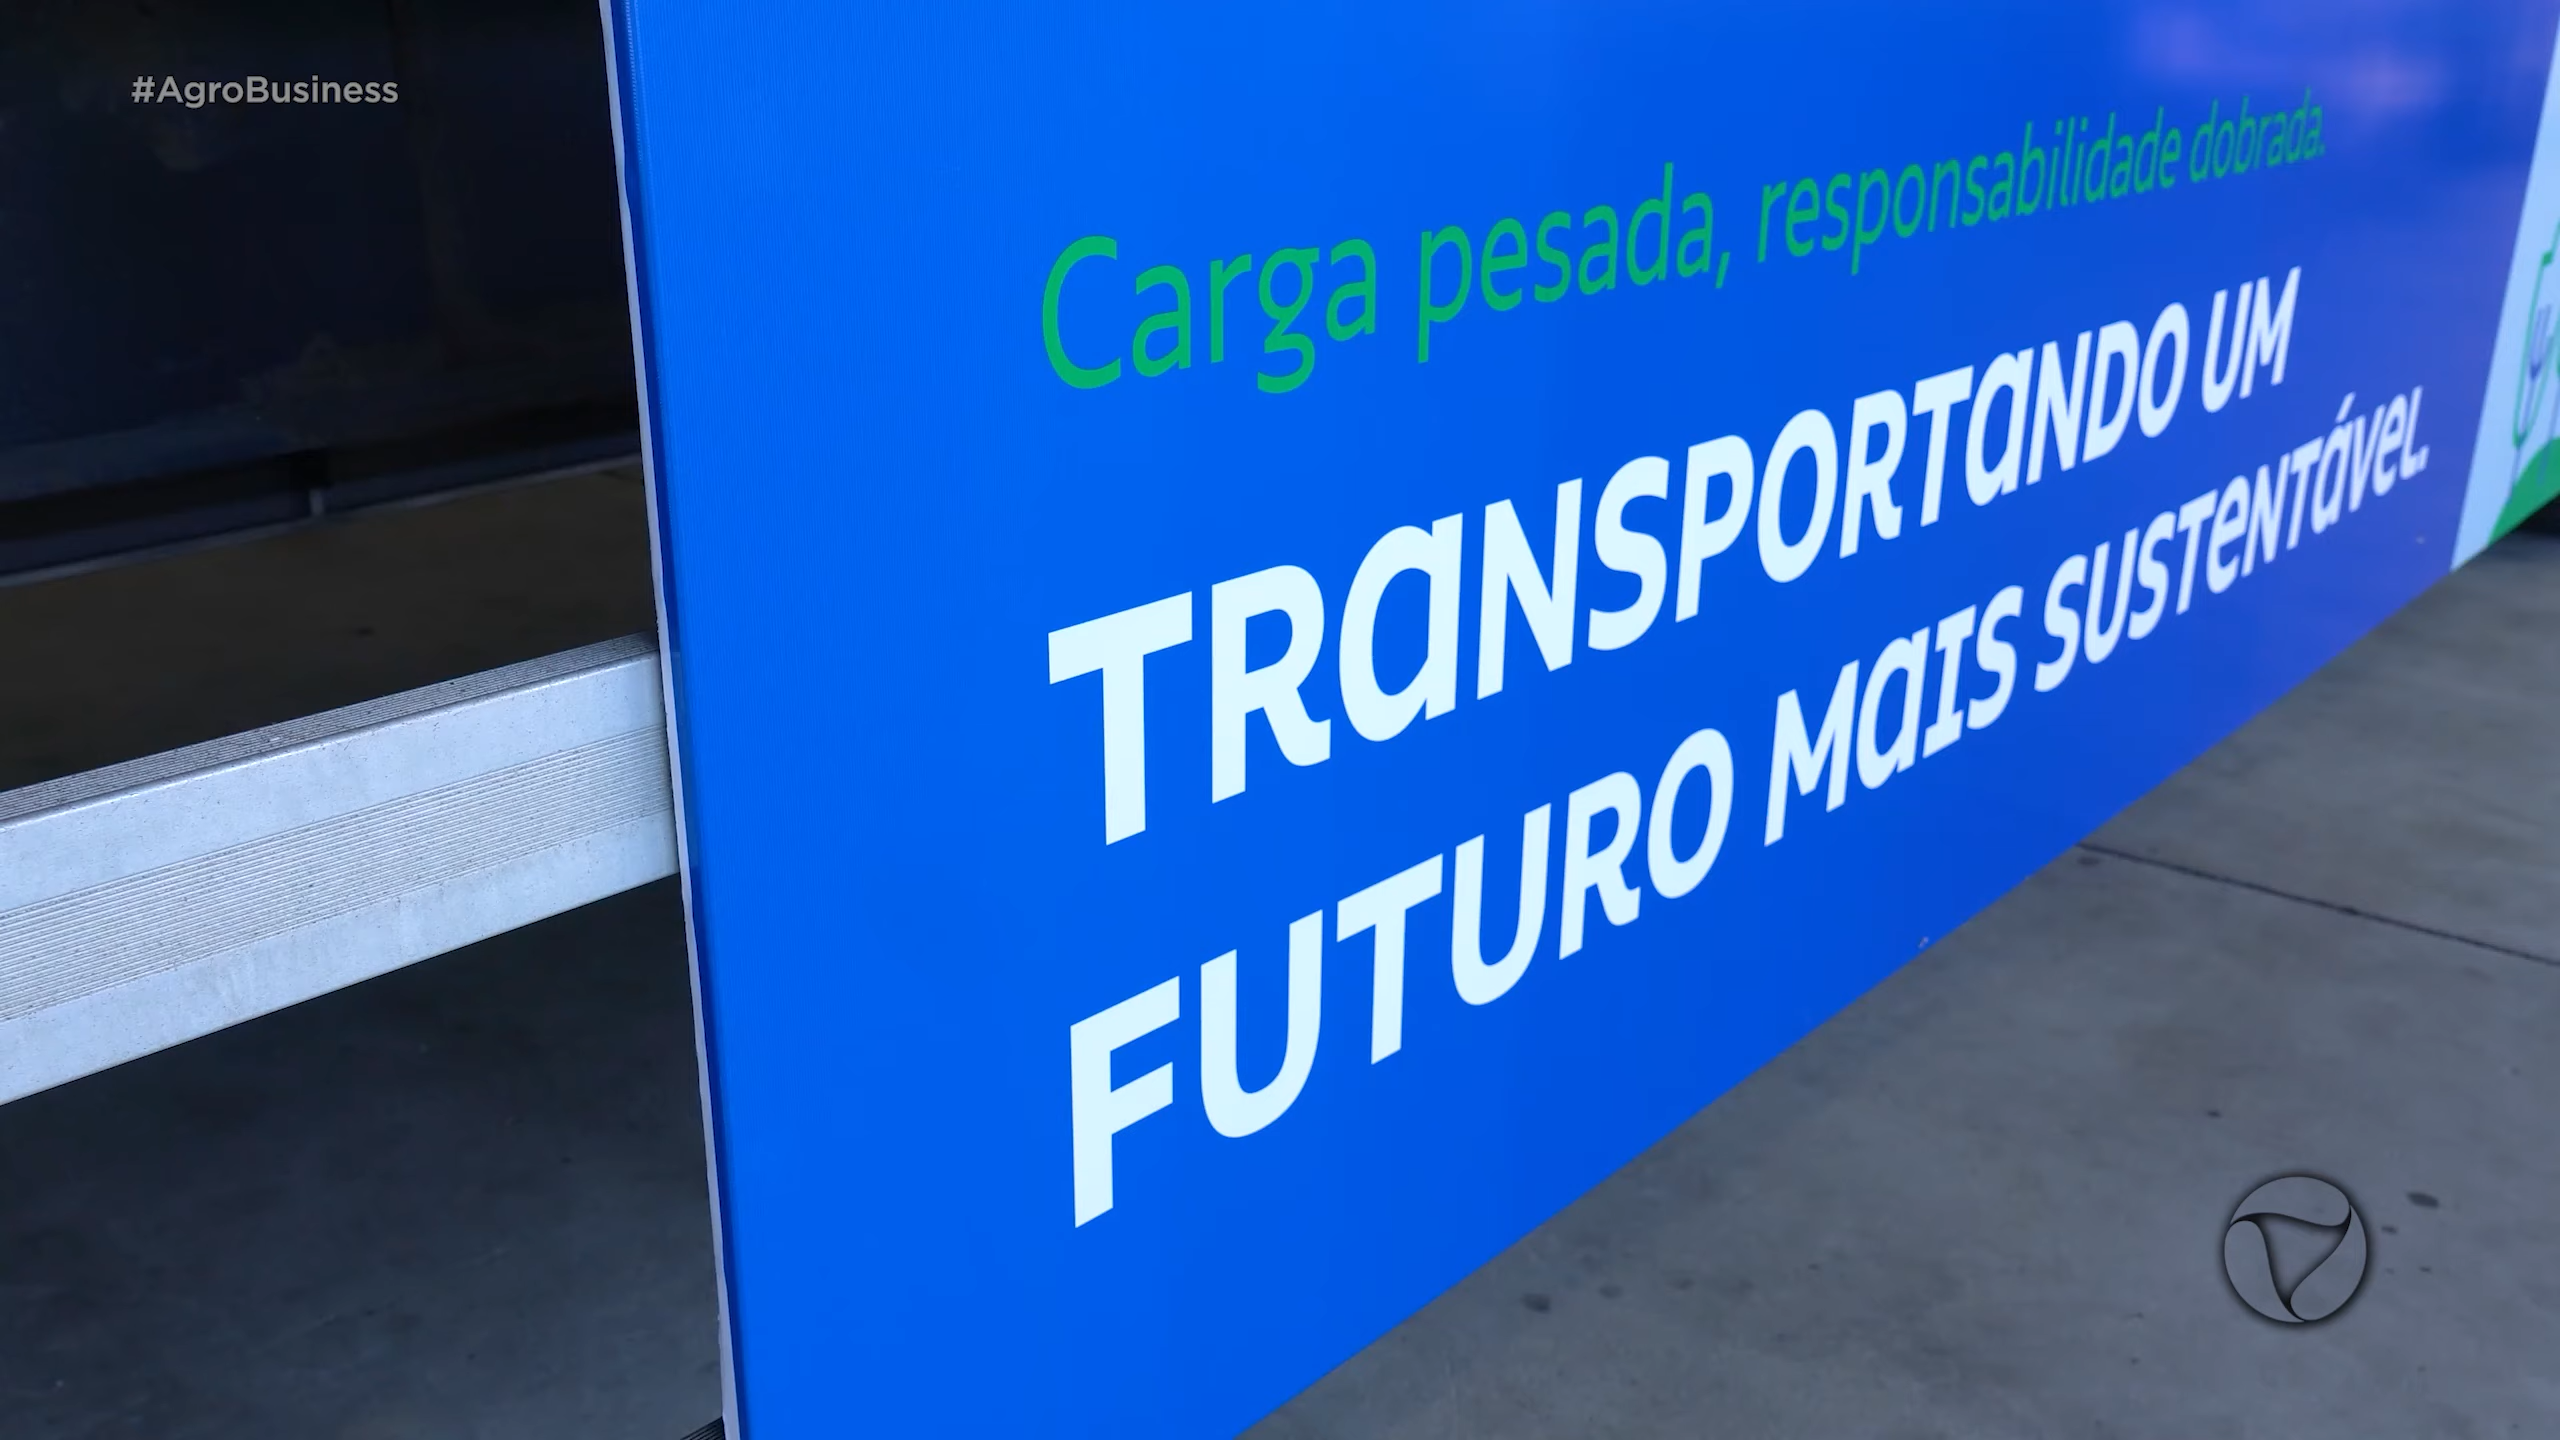 #AgroBusiness
Carga pesada, responsabilidade dobrada.
TRaNSPORTaNDO UM
FUTURO MaIS SUSTeNTáVeL.